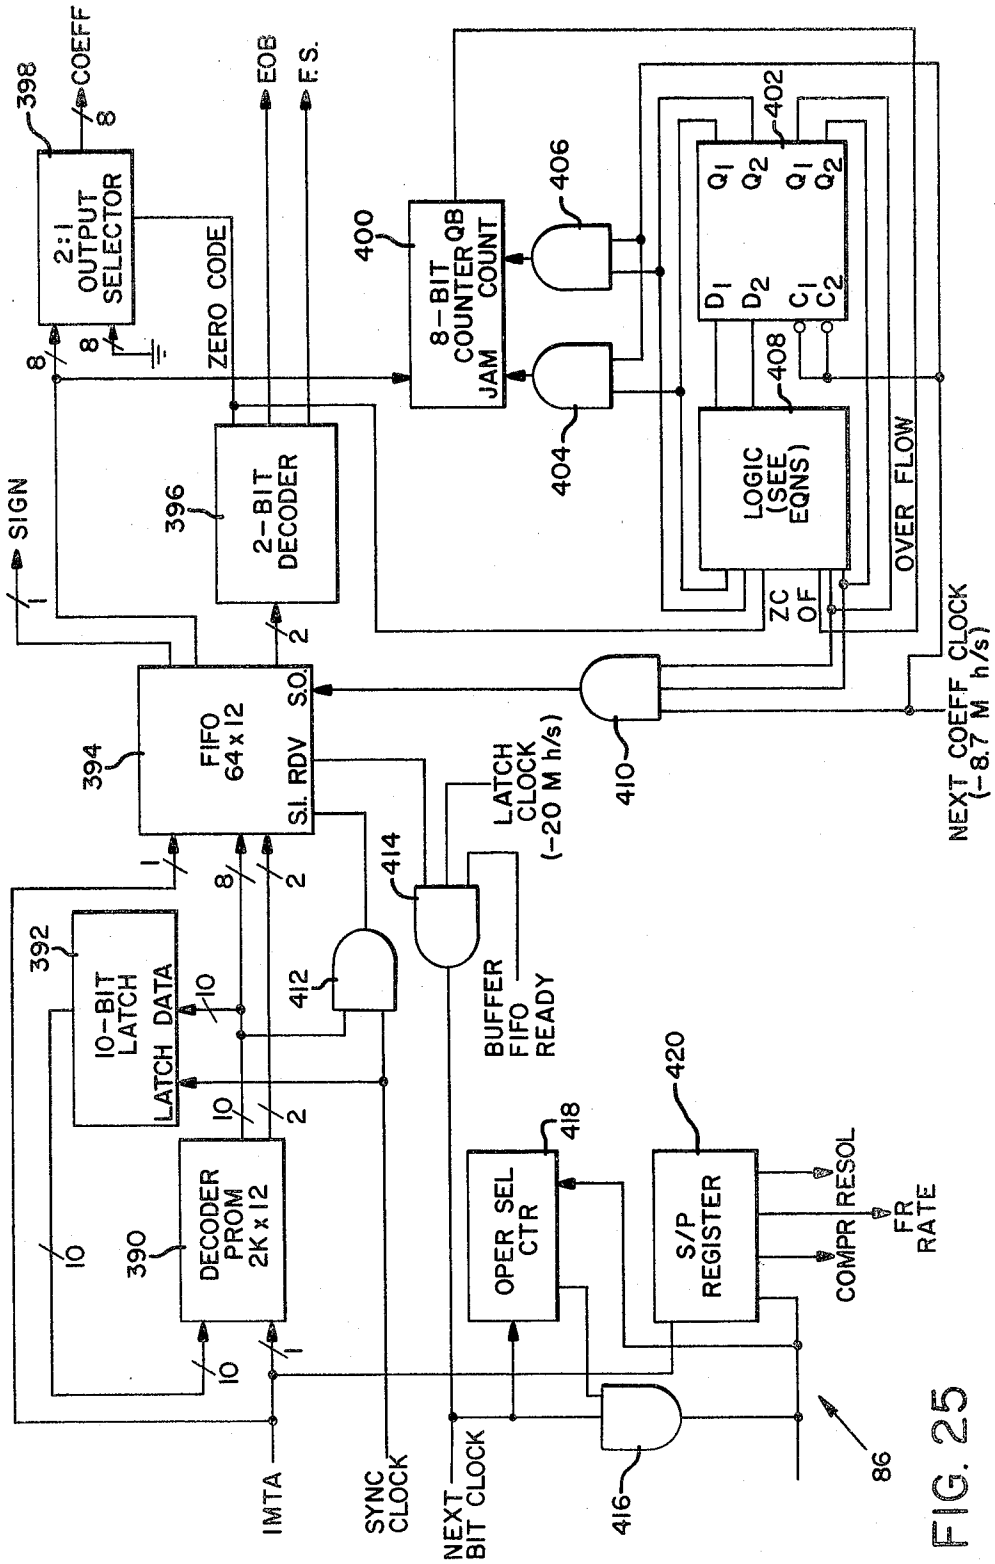 IMTA
SYNC
CLOCK
NEXT
BIT CLOCK
10
1
390
DECODER
PROM
2K x 12
10
10
2
392
10-BIT
LATCH
LATCH DATA
10
412
1
8
2
394
FIFO
64 x 12
S.I. RDV S.O.
1
SIGN
2
396
2-BIT
DECODER
ZERO CODE
8
8
398
2:1
OUTPUT
SELECTOR
8
COEFF
EOB
F.S.
400
8-BIT
COUNTER QB
JAM COUNT
404
406
402
D1 Q1
D2 Q2
C1 Q1
C2 Q2
408
LOGIC
(SEE
EQNS)
ZC
OF
OVER FLOW
410
NEXT COEFF CLOCK
(-8.7 M h/s)
414
LATCH
CLOCK
(-20 M h/s)
BUFFER
FIFO
READY
418
OPER SEL
CTR
420
S/P
REGISTER
COMPR RESOL
FR
RATE
416
86
FIG. 25